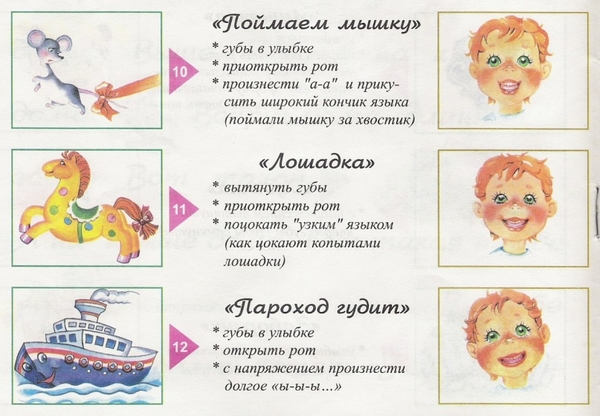 «Поймаем мышку»
10
* губы в улыбке
* приоткрыть рот
* произнести "а-а" и прику-
сить широкий кончик языка
(поймали мышку за хвостик)
«Лошадка»
11
* вытянуть губы
* приоткрыть рот
* поцокать "узким" языком
(как цокают копытами
лошадки)
«Пароход гудит»
12
* губы в улыбке
* открыть рот
* с напряжением произнести
долгое «ы-ы-ы...»